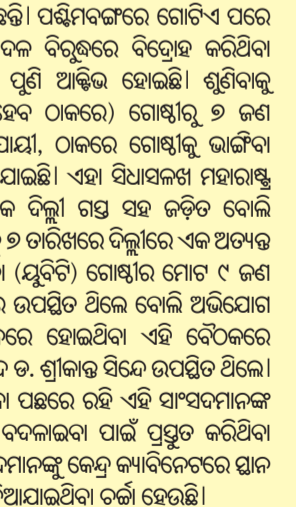 ଛନ୍ତି। ପଶ୍ଚିମବଙ୍ଗରେ ଗୋଟିଏ ପରେ
ଦଳ ବିରୁଦ୍ଧରେ ବିଦ୍ରୋହ କରିଥିବା
ପୁଣି ଆକ୍ଟିଭ ହୋଇଛି। ଶୁଣିବାକୁ
ଠାକରେ) ଗୋଷ୍ଠୀରୁ ୭ ଜଣ
ଠାକରେ ଗୋଷ୍ଠୀକୁ ଭାଙ୍ଗିବା
ଯାଇଛି। ଏହା ସିଧାସଳଖ ମହାରାଷ୍ଟ୍ର
କ ଦିଲ୍ଲୀ ଗସ୍ତ ସହ ଜଡ଼ିତ ବୋଲି
୭ ତାରିଖରେ ଦିଲ୍ଲୀରେ ଏକ ଅତ୍ୟନ୍ତ
(ୟୁବିଟି) ଗୋଷ୍ଠୀର ମୋଟ ୯ ଜଣ
ଉପସ୍ଥିତ ଥିଲେ ବୋଲି ଅଭିଯୋଗ
ରେ ହୋଇଥିବା ଏହି ବୈଠକରେ
ଡ. ଶ୍ରୀକାନ୍ତ ସିନ୍ଦେ ଉପସ୍ଥିତ ଥିଲେ।
ପଛରେ ରହି ଏହି ସାଂସଦମାନଙ୍କ
ବଦଳାଇବା ପାଇଁ ପ୍ରସ୍ତୁତ କରିଥିବା
ଦମାନଙ୍କୁ କେନ୍ଦ୍ର କ୍ୟାବିନେଟରେ ସ୍ଥାନ
ଦିଆଯାଇଥିବା ଚର୍ଚ୍ଚା ହେଉଛି।